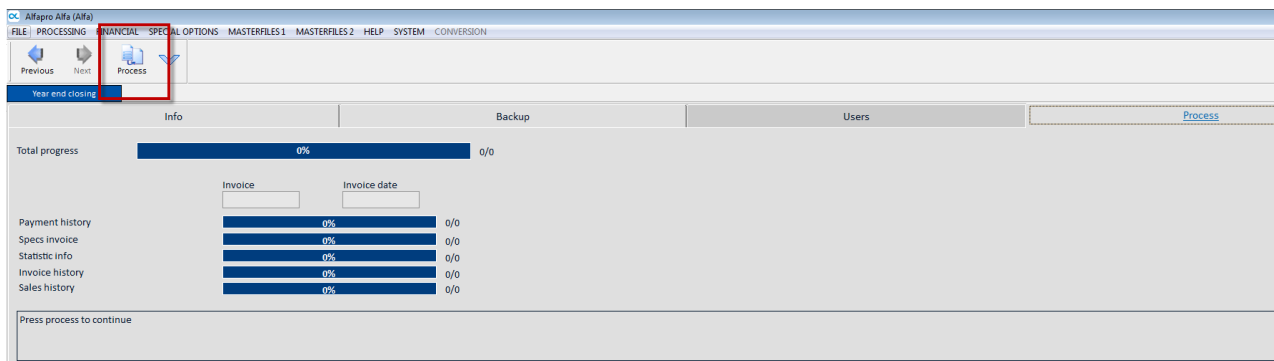 Alfapro Alfa (Alfa)
FILE PROCESSING FINANCIAL SPECIAL OPTIONS MASTERFILES 1 MASTERFILES 2 HELP SYSTEM CONVERSION
Previous Next Process
Year end closing
Info Backup Users Process
Total progress 0% 0/0
Invoice Invoice date
Payment history 0% 0/0
Specs invoice 0% 0/0
Statistic info 0% 0/0
Invoice history 0% 0/0
Sales history 0% 0/0
Press process to continue